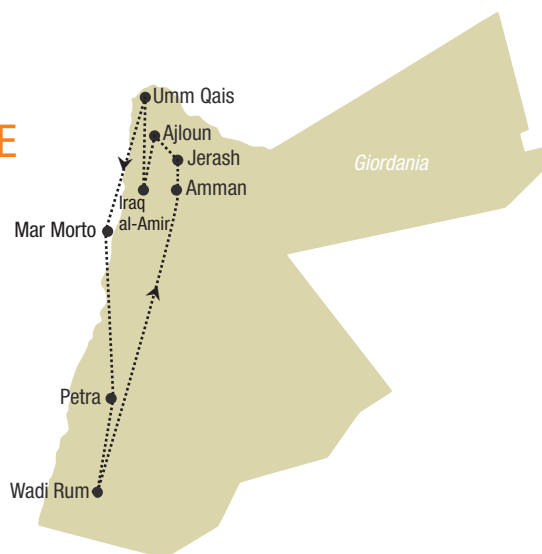 Umm Qais
E
Ajloun
Jerash
Giordania
Amman
Iraq
al-Amir
Mar Morto
Petra
Wadi Rum